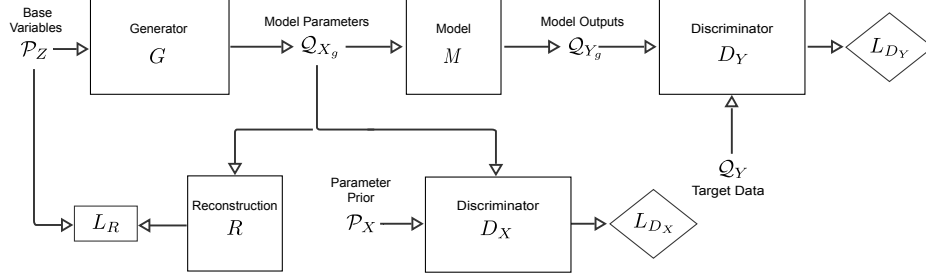 Base
Variables
𝒫_Z
Generator
G
Model Parameters
𝒬_{X_g}
Model
M
Model Outputs
𝒬_{Y_g}
Discriminator
D_Y
L_{D_Y}
𝒬_Y
Target Data
L_R
Reconstruction
R
Parameter
Prior
𝒫_X
Discriminator
D_X
L_{D_X}